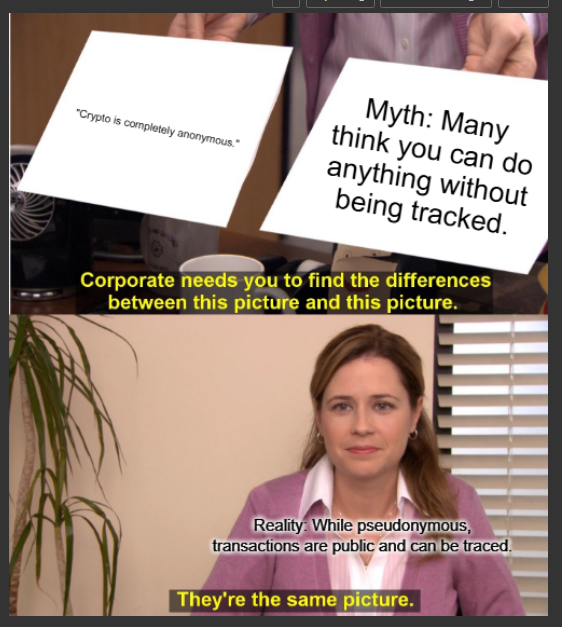 "Crypto is completely anonymous."
Myth: Many
think you can do
anything without
being tracked.
Corporate needs you to find the differences
between this picture and this picture.
Reality: While pseudonymous,
transactions are public and can be traced.
They're the same picture.